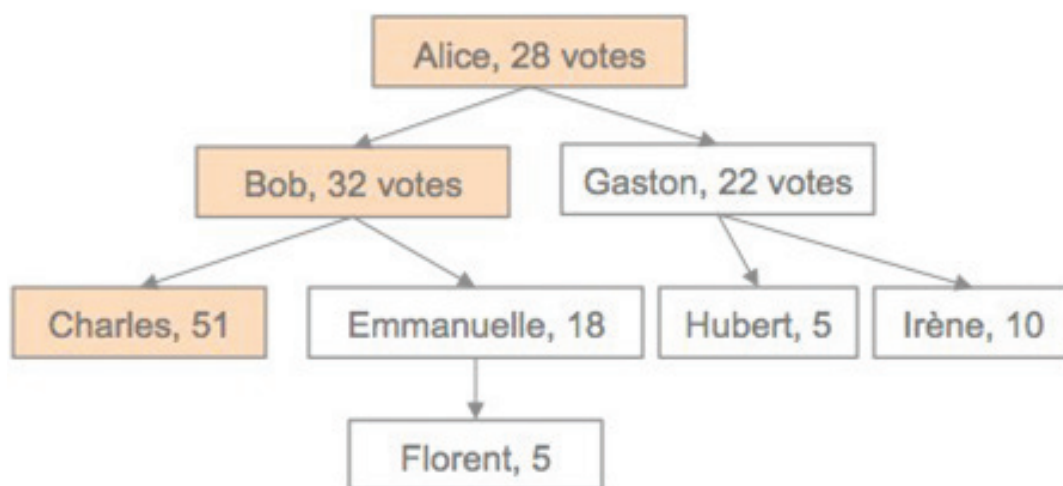 Alice, 28 votes
Bob, 32 votes
Gaston, 22 votes
Charles, 51
Emmanuelle, 18
Hubert, 5
Irène, 10
Florent, 5